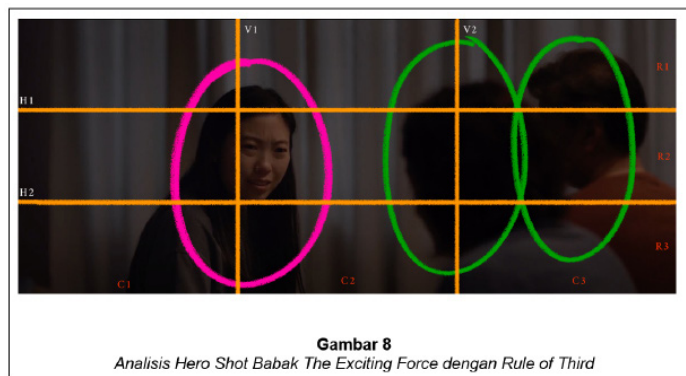 V1 V2
R1
H1
R2
H2
R3
C1 C2 C3
Gambar 8
Analisis Hero Shot Babak The Exciting Force dengan Rule of Third